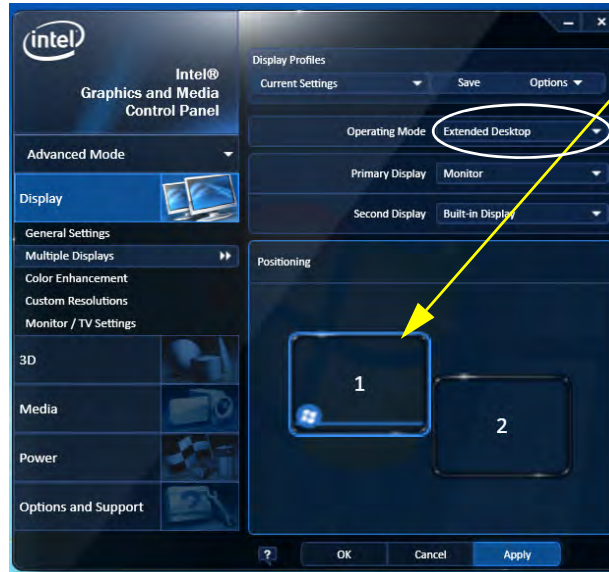 intel
Intel®
Graphics and Media
Control Panel
Advanced Mode
Display
General Settings
Multiple Displays
Color Enhancement
Custom Resolutions
Monitor / TV Settings
3D
Media
Power
Options and Support
Display Profiles
Current Settings Save Options
Operating Mode Extended Desktop
Primary Display Monitor
Second Display Built-in Display
Positioning
1
2
? OK Cancel Apply